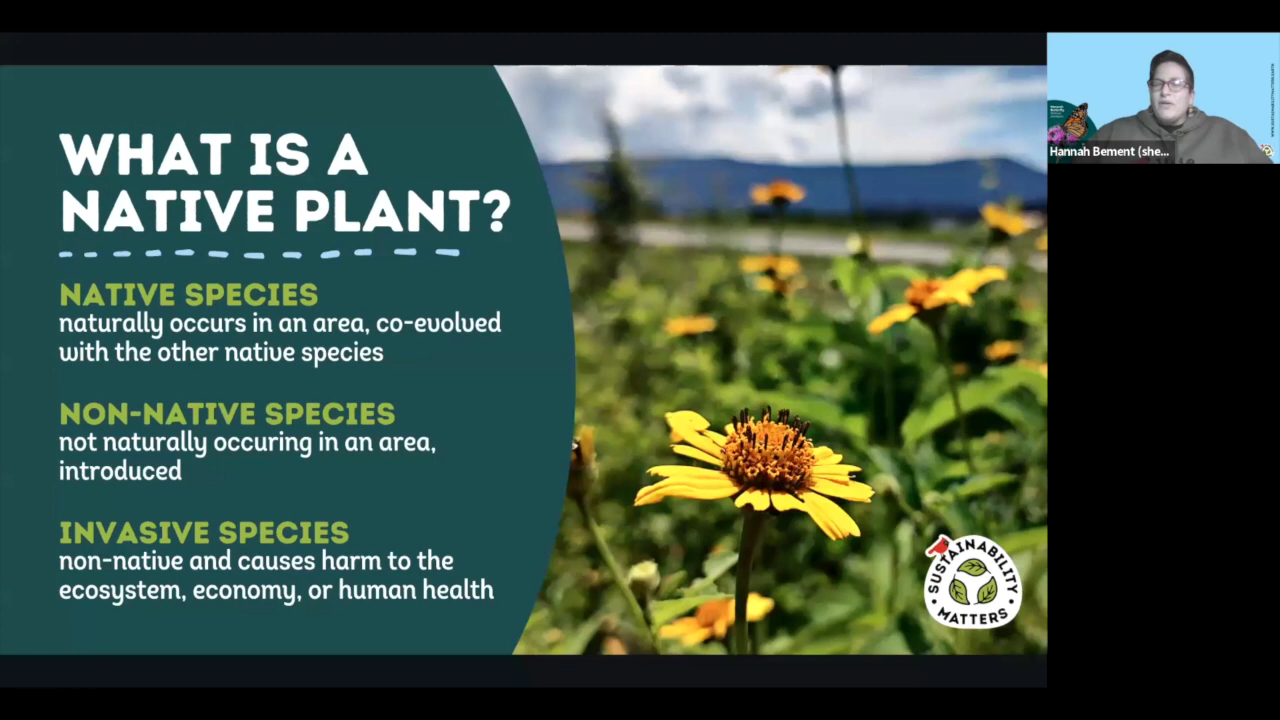 WHAT IS A
NATIVE PLANT?
NATIVE SPECIES
naturally occurs in an area, co-evolved
with the other native species
NON-NATIVE SPECIES
not naturally occuring in an area,
introduced
INVASIVE SPECIES
non-native and causes harm to the
ecosystem, economy, or human health
SUSTAINABILITY
MATTERS
Hannah Bement (she...